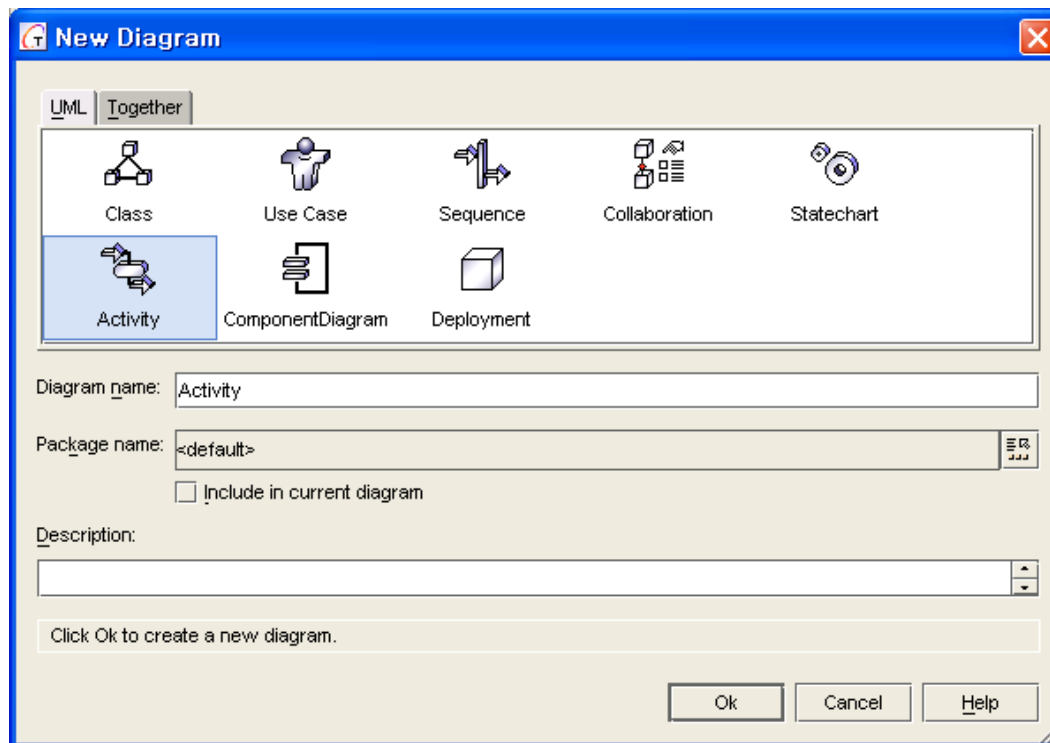 New Diagram
UML Together
Class Use Case Sequence Collaboration Statechart
Activity ComponentDiagram Deployment
Diagram name: Activity
Package name: <default>
Include in current diagram
Description:
Click Ok to create a new diagram.
Ok Cancel Help